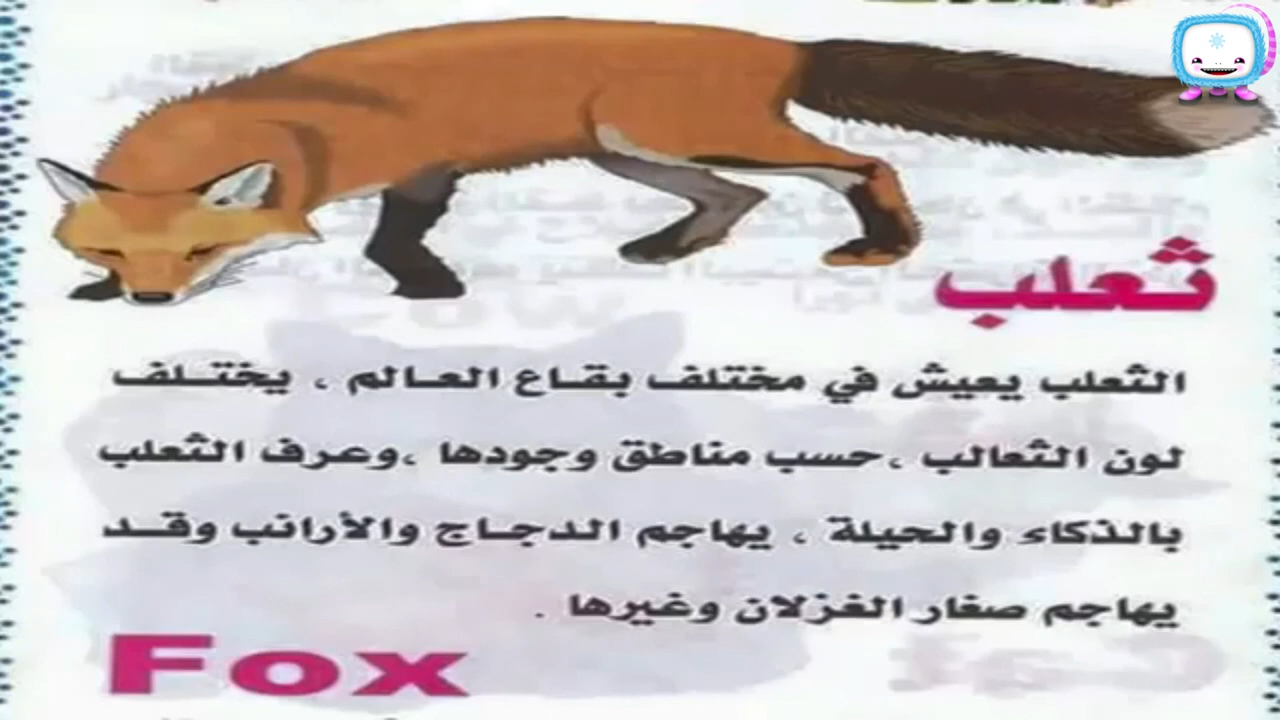 ثعلب
الثعلب يعيش في مختلف بقاع العالم ، يختلف
لون الثعالب ،حسب مناطق وجودها ،وعرف الثعلب
بالذكاء والحيلة ، يهاجم الدجاج والأرانب وقد
يهاجم صغار الغزلان وغيرها .
Fox